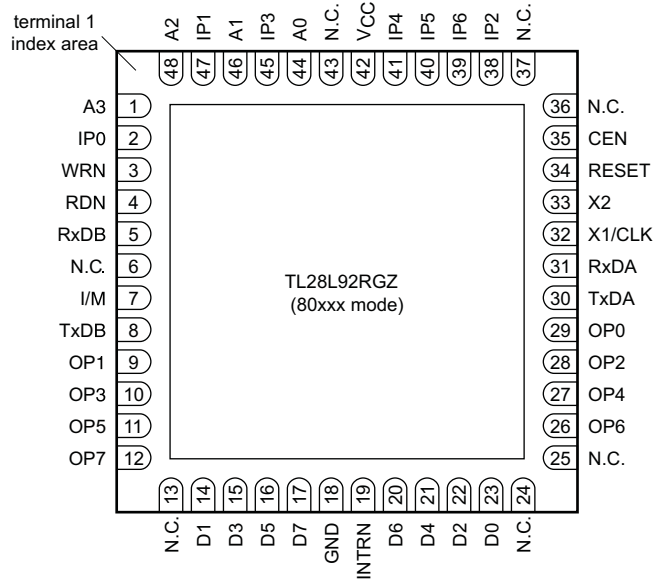 terminal 1
index area
A2 IP1 A1 IP3 A0 N.C. VCC IP4 IP5 IP6 IP2 N.C.
48 47 46 45 44 43 42 41 40 39 38 37
A3 1
IP0 2
WRN 3
RDN 4
RxDB 5
N.C. 6
I/M 7
TxDB 8
OP1 9
OP3 10
OP5 11
OP7 12
TL28L92RGZ
(80xxx mode)
36 N.C.
35 CEN
34 RESET
33 X2
32 X1/CLK
31 RxDA
30 TxDA
29 OP0
28 OP2
27 OP4
26 OP6
25 N.C.
13 14 15 16 17 18 19 20 21 22 23 24
N.C. D1 D3 D5 D7 GND INTRN D6 D4 D2 D0 N.C.